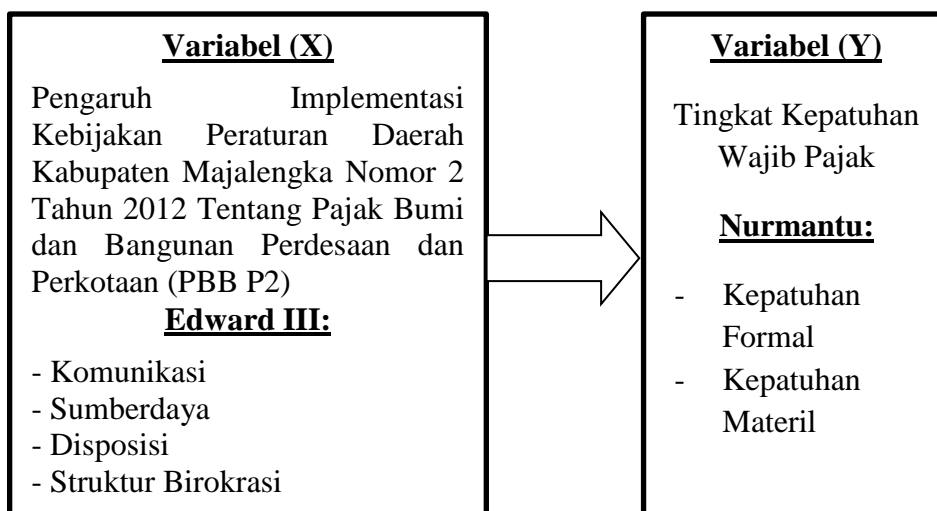 Variabel (X)
Pengaruh Implementasi
Kebijakan Peraturan Daerah
Kabupaten Majalengka Nomor 2
Tahun 2012 Tentang Pajak Bumi
dan Bangunan Perdesaan dan
Perkotaan (PBB P2)
Edward III:
- Komunikasi
- Sumberdaya
- Disposisi
- Struktur Birokrasi
Variabel (Y)
Tingkat Kepatuhan
Wajib Pajak
Nurmantu:
- Kepatuhan
Formal
- Kepatuhan
Materil